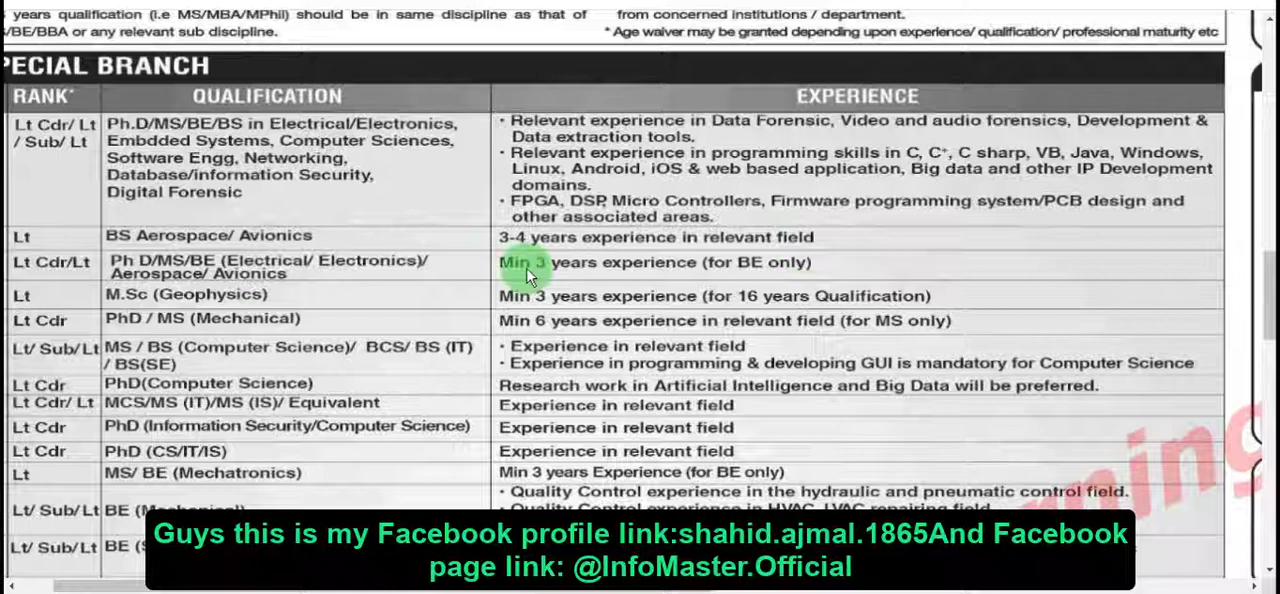 years qualification (i.e MS/MBA/MPhil) should be in same discipline as that of
/BE/BBA or any relevant sub discipline.
from concerned institutions / department.
* Age waiver may be granted depending upon experience/ qualification/ professional maturity etc
PECIAL BRANCH
RANK*
QUALIFICATION
EXPERIENCE
Lt Cdr/ Lt
/ Sub/ Lt
Ph.D/MS/BE/BS in Electrical/Electronics,
Embdded Systems, Computer Sciences,
Software Engg, Networking,
Database/information Security,
Digital Forensic
• Relevant experience in Data Forensic, Video and audio forensics, Development &
Data extraction tools.
• Relevant experience in programming skills in C, C⁺, C sharp, VB, Java, Windows,
Linux, Android, iOS & web based application, Big data and other IP Development
domains.
• FPGA, DSP, Micro Controllers, Firmware programming system/PCB design and
other associated areas.
Lt
BS Aerospace/ Avionics
3-4 years experience in relevant field
Lt Cdr/Lt
Ph D/MS/BE (Electrical/ Electronics)/
Aerospace/ Avionics
Min 3 years experience (for BE only)
Lt
M.Sc (Geophysics)
Min 3 years experience (for 16 years Qualification)
Lt Cdr
PhD / MS (Mechanical)
Min 6 years experience in relevant field (for MS only)
Lt/ Sub/Lt
MS / BS (Computer Science)/ BCS/ BS (IT)
/ BS(SE)
• Experience in relevant field
• Experience in programming & developing GUI is mandatory for Computer Science
Lt Cdr
PhD(Computer Science)
Research work in Artificial Intelligence and Big Data will be preferred.
Lt Cdr/ Lt
MCS/MS (IT)/MS (IS)/ Equivalent
Experience in relevant field
Lt Cdr
PhD (Information Security/Computer Science)
Experience in relevant field
Lt Cdr
PhD (CS/IT/IS)
Experience in relevant field
Lt
MS/ BE (Mechatronics)
Min 3 years Experience (for BE only)
Lt/ Sub/Lt
BE (Mechanical)
• Quality Control experience in the hydraulic and pneumatic control field.
• Quality Control experience in HVAC, LVAC repairing field
Lt/ Sub/Lt
BE (
Guys this is my Facebook profile link:shahid.ajmal.1865And Facebook
page link: @InfoMaster.Official